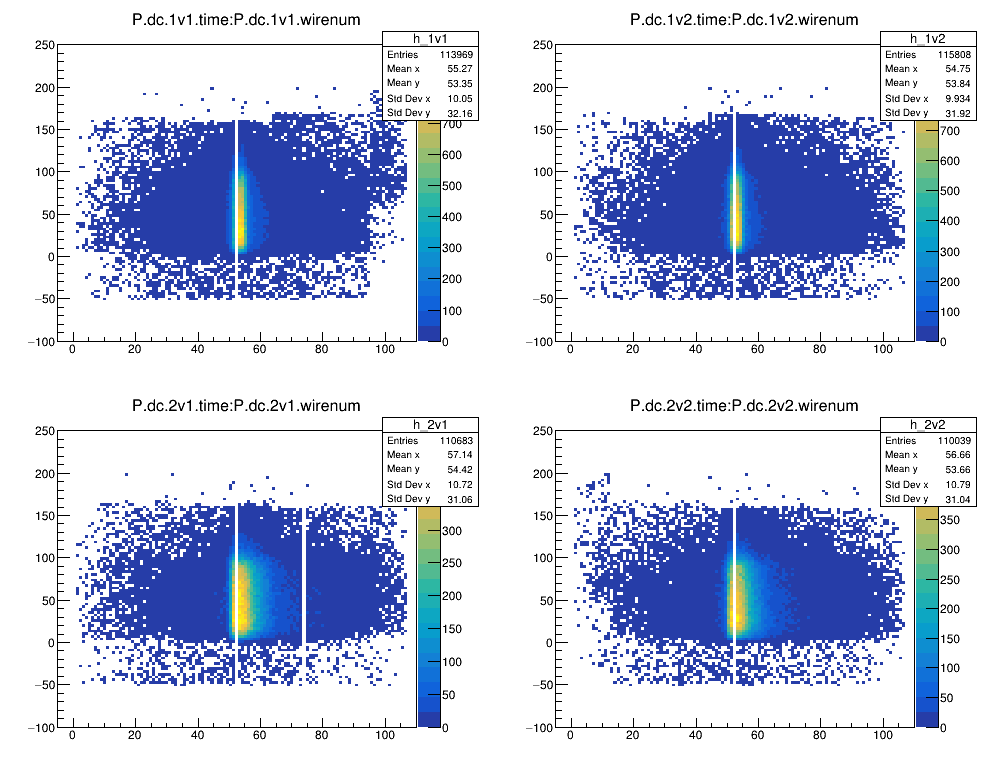 P.dc.1v1.time:P.dc.1v1.wirenum
h_1v1
Entries 113969
Mean x 55.27
Mean y 53.35
Std Dev x 10.05
Std Dev y 32.16
250
200
150
100
50
0
−50
−100
0 20 40 60 80 100
700
600
500
400
300
200
100
0
P.dc.1v2.time:P.dc.1v2.wirenum
h_1v2
Entries 115808
Mean x 54.75
Mean y 53.84
Std Dev x 9.934
Std Dev y 31.92
250
200
150
100
50
0
−50
−100
0 20 40 60 80 100
700
600
500
400
300
200
100
0
P.dc.2v1.time:P.dc.2v1.wirenum
h_2v1
Entries 110683
Mean x 57.14
Mean y 54.42
Std Dev x 10.72
Std Dev y 31.06
250
200
150
100
50
0
−50
−100
0 20 40 60 80 100
300
250
200
150
100
50
0
P.dc.2v2.time:P.dc.2v2.wirenum
h_2v2
Entries 110039
Mean x 56.66
Mean y 53.66
Std Dev x 10.79
Std Dev y 31.04
250
200
150
100
50
0
−50
−100
0 20 40 60 80 100
350
300
250
200
150
100
50
0